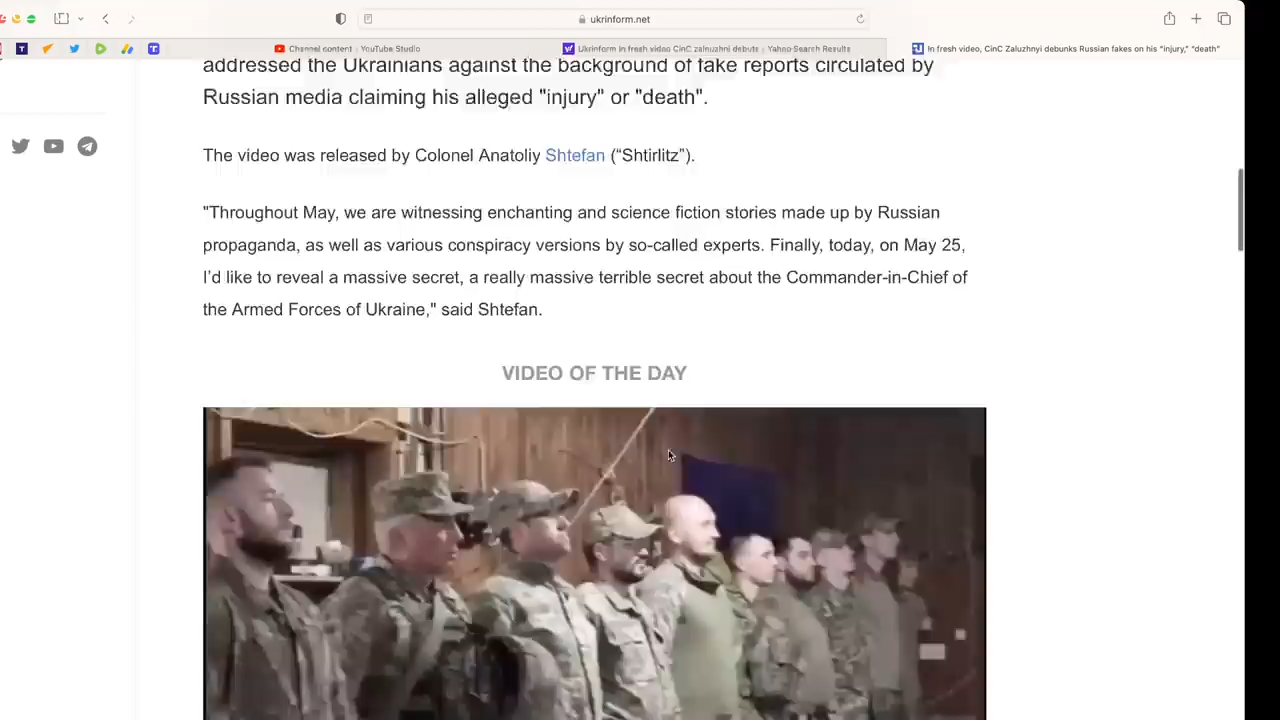 ukrinform.net
Channel content - YouTube Studio
Ukrinform In fresh video CinC zalnuzhni debuts - Yahoo Search Results
In fresh video, CinC Zaluzhnyi debunks Russian fakes on his “injury,” “death”
addressed the Ukrainians against the background of fake reports circulated by
Russian media claiming his alleged "injury" or "death".
The video was released by Colonel Anatoliy Shtefan (“Shtirlitz”).
"Throughout May, we are witnessing enchanting and science fiction stories made up by Russian
propaganda, as well as various conspiracy versions by so-called experts. Finally, today, on May 25,
I’d like to reveal a massive secret, a really massive terrible secret about the Commander-in-Chief of
the Armed Forces of Ukraine," said Shtefan.
VIDEO OF THE DAY